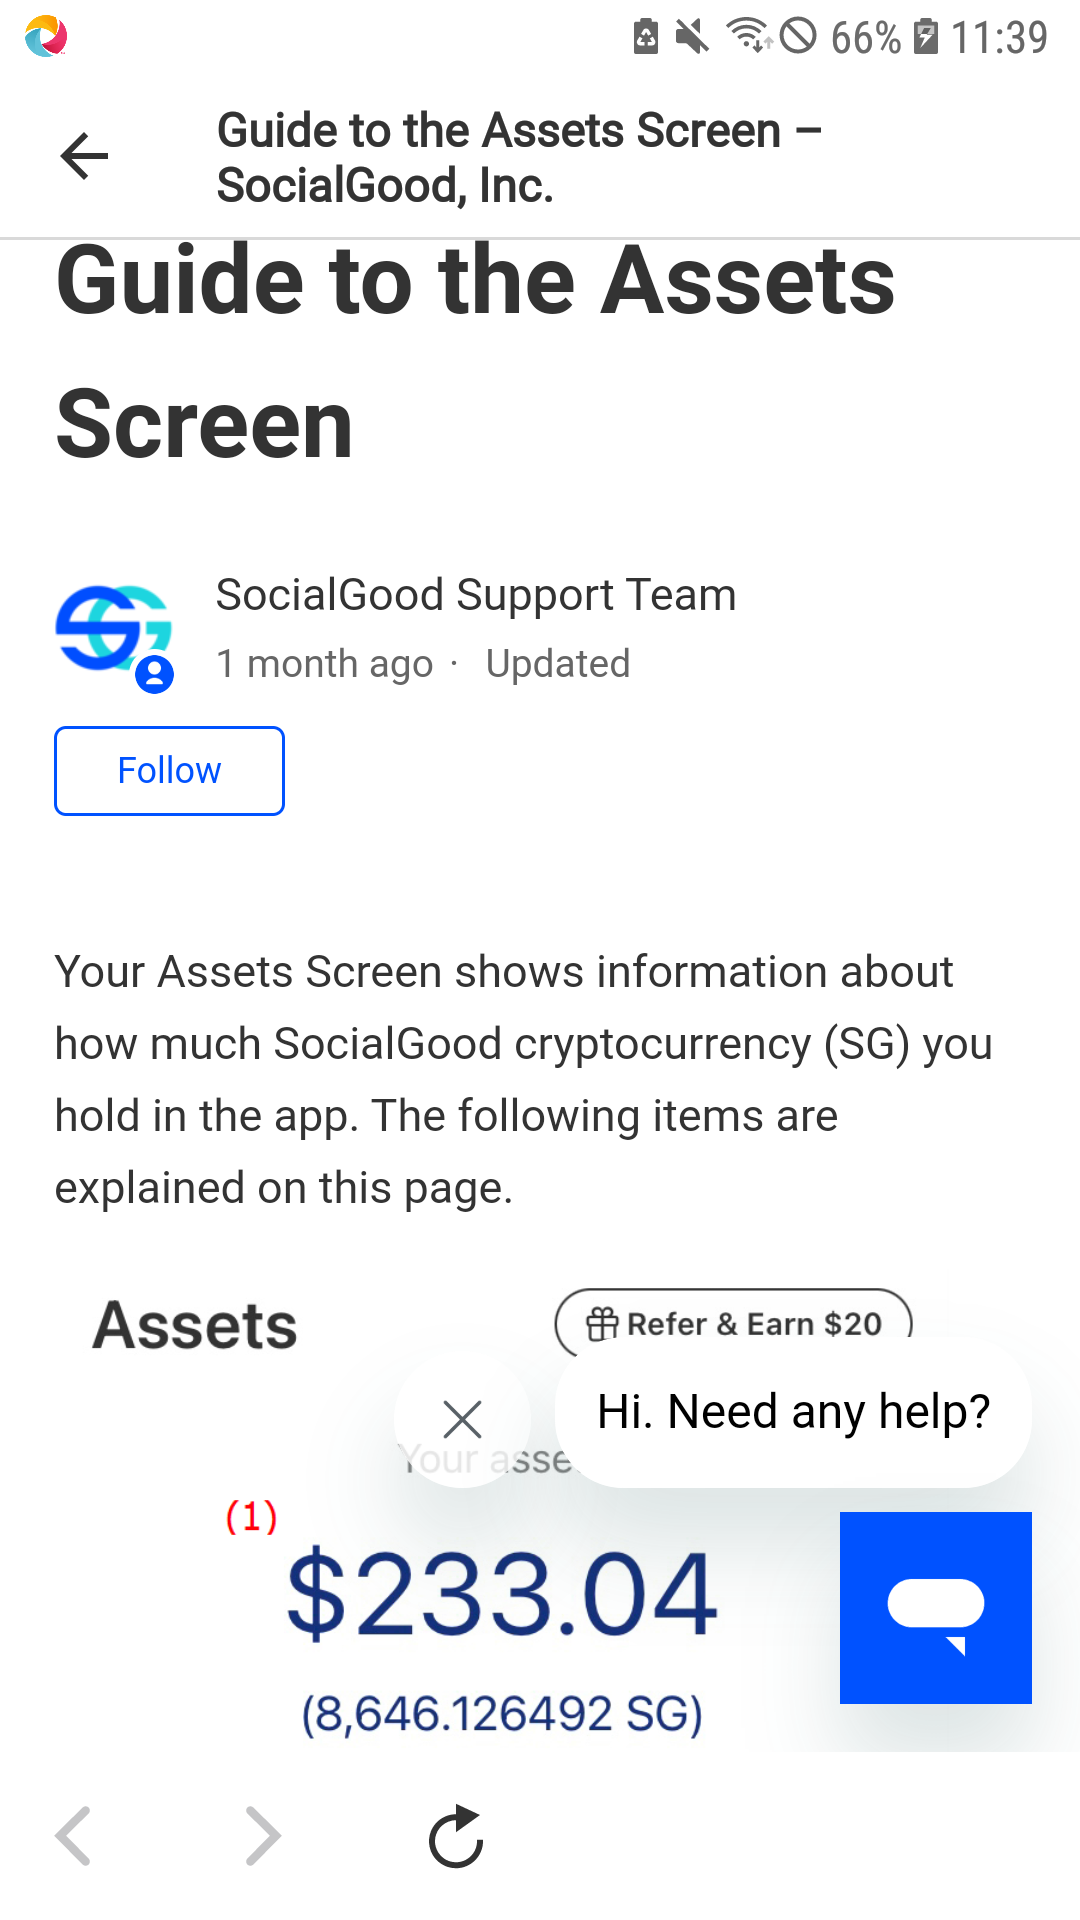 66% 11:39
Guide to the Assets Screen –
SocialGood, Inc.
Guide to the Assets
Screen
SocialGood Support Team
1 month ago · Updated
Follow
Your Assets Screen shows information about
how much SocialGood cryptocurrency (SG) you
hold in the app. The following items are
explained on this page.
Assets
Refer & Earn $20
Hi. Need any help?
Your asse
(1)
$233.04
(8,646.126492 SG)